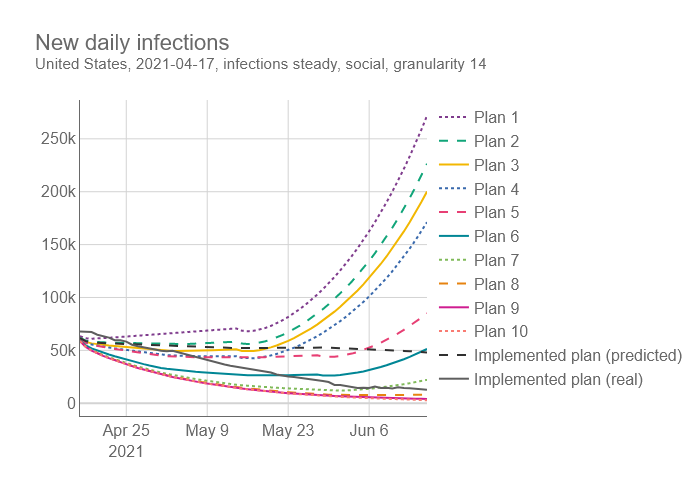 New daily infections
United States, 2021-04-17, infections steady, social, granularity 14
250k
200k
150k
100k
50k
0
Apr 25
2021
May 9
May 23
Jun 6
Plan 1
Plan 2
Plan 3
Plan 4
Plan 5
Plan 6
Plan 7
Plan 8
Plan 9
Plan 10
Implemented plan (predicted)
Implemented plan (real)